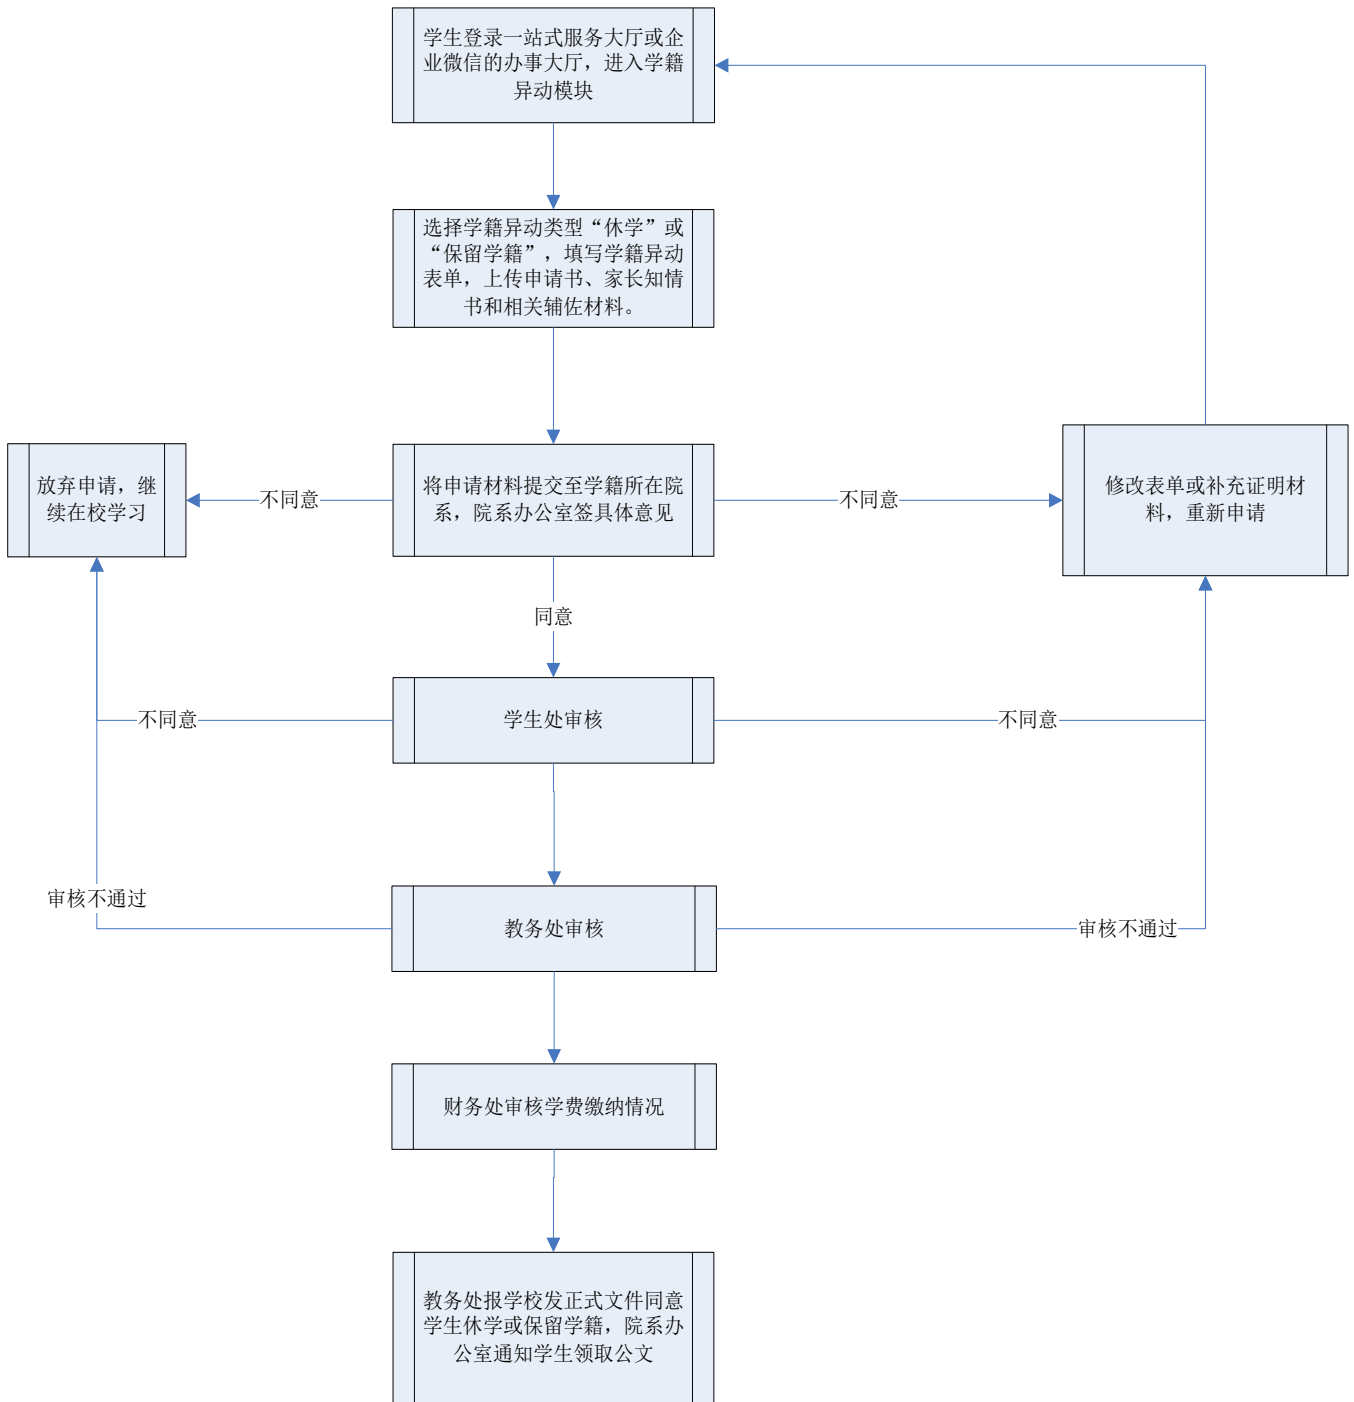 学生登录一站式服务大厅或企
业微信的办事大厅，进入学籍
异动模块
选择学籍异动类型“休学”或
“保留学籍”，填写学籍异动
表单，上传申请书、家长知情
书和相关辅佐材料。
放弃申请，继
续在校学习
不同意
将申请材料提交至学籍所在院
系，院系办公室签具体意见
不同意
修改表单或补充证明材
料，重新申请
同意
不同意
学生处审核
不同意
审核不通过
教务处审核
审核不通过
财务处审核学费缴纳情况
教务处报学校发正式文件同意
学生休学或保留学籍，院系办
公室通知学生领取公文